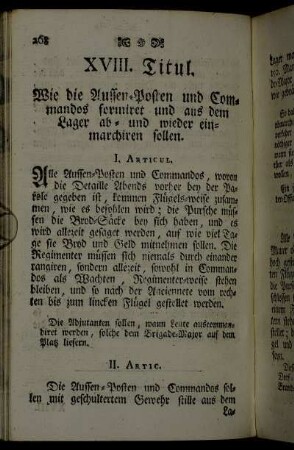 268
XVIII. Titul.
Wie die Aussen-Posten und Com-
mandos formiret und aus dem
Lager ab- und wieder ein-
marchiren sollen.
I. Articul.
Alle Aussen-Posten und Commandos, wovon
die Detaille Abends vorher bey der Pa-
role gegeben ist, kommen Flügels-weise zusam-
men, wie es befohlen wird; die Pursche müs-
sen die Brod-Säcke bey sich haben, und es
wird allezeit gesaget werden, auf wie viel Ta-
ge sie Brod und Geld mitnehmen sollen. Die
Regimenter müssen sich niemals durch einander
rangiren, sondern allezeit, sowohl in Comman-
dos als Wachten, Regimenter-weise stehen
bleiben, und so nach der Anciennete vom rech-
ten bis zum lincken Flügel gestellet werden.
Die Adjutanten sollen, wann Leute auscomman-
diret werden, solche dem Brigade-Major auf dem
Platz liefern.
II. Artic.
Die Aussen-Posten und Commandos sol-
len mit geschultertem Gewehr stille aus dem
La-